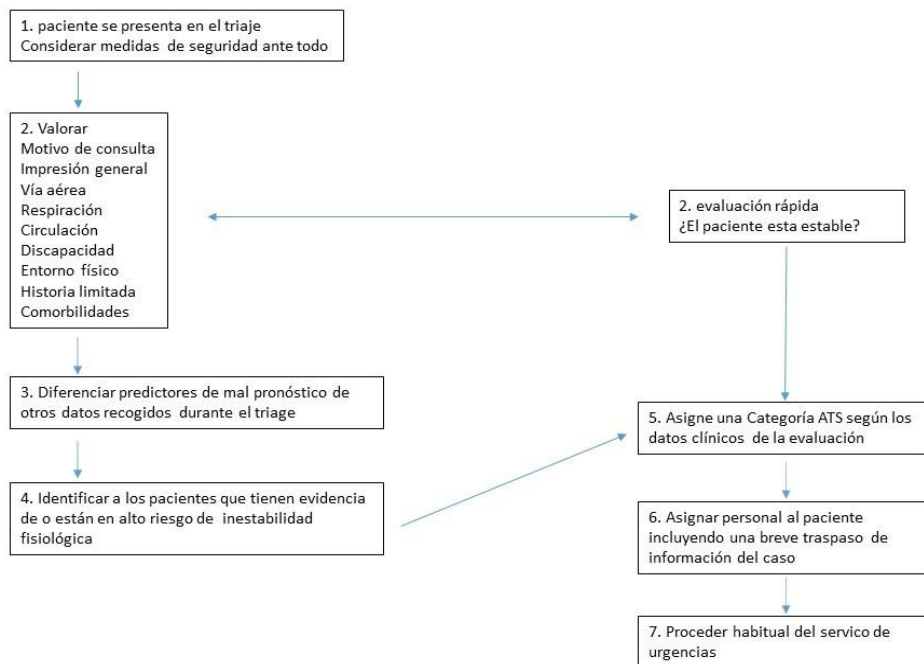 1. paciente se presenta en el triaje
Considerar medidas de seguridad ante todo
2. Valorar
Motivo de consulta
Impresión general
Vía aérea
Respiración
Circulación
Discapacidad
Entorno físico
Historia limitada
Comorbilidades
2. evaluación rápida
¿El paciente esta estable?
3. Diferenciar predictores de mal pronóstico de
otros datos recogidos durante el triage
4. Identificar a los pacientes que tienen evidencia
de o están en alto riesgo de inestabilidad
fisiológica
5. Asigne una Categoría ATS según los
datos clínicos de la evaluación
6. Asignar personal al paciente
incluyendo una breve traspaso de
información del caso
7. Proceder habitual del servico de
urgencias